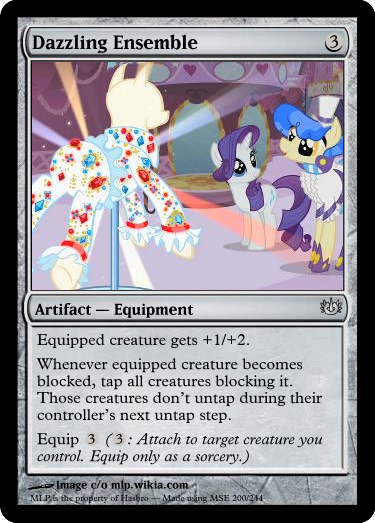 Dazzling Ensemble 3
Artifact — Equipment
Equipped creature gets +1/+2.
Whenever equipped creature becomes
blocked, tap all creatures blocking it.
Those creatures don't untap during their
controller's next untap step.
Equip 3 (3: Attach to target creature you
control. Equip only as a sorcery.)
Image c/o mlp.wikia.com
MLP is the property of Hasbro — Made using MSE 200/244